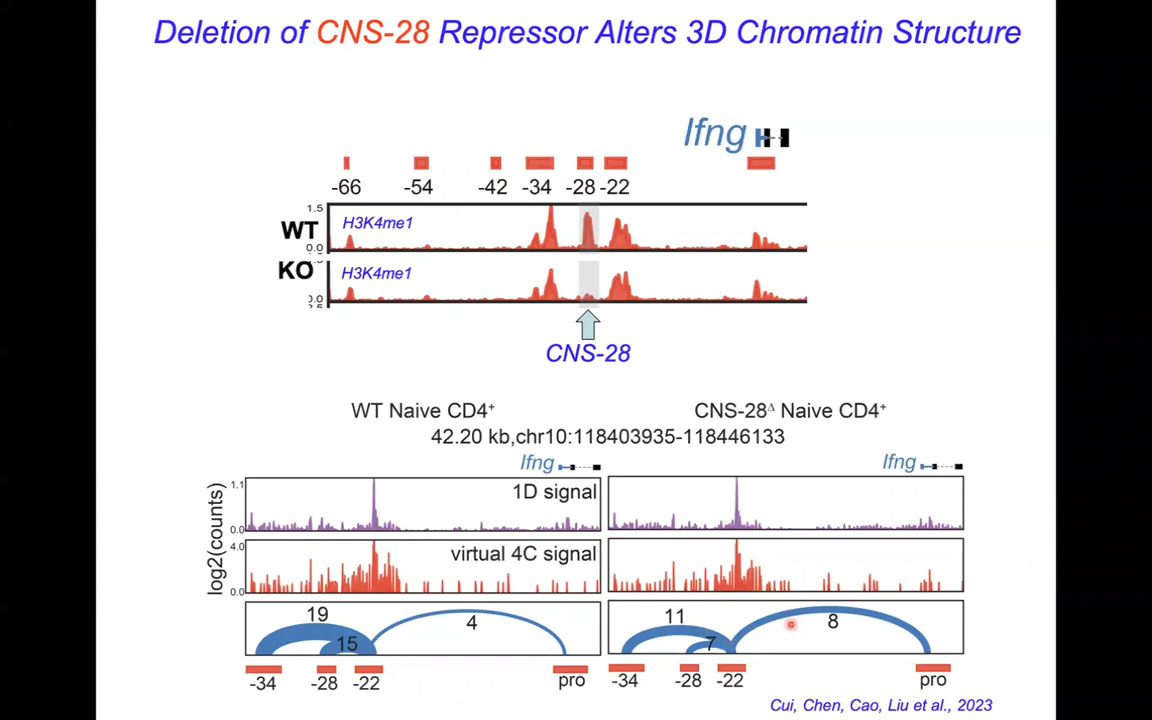 Deletion of CNS-28 Repressor Alters 3D Chromatin Structure
Ifng
-66 -54 -42 -34 -28 -22
WT 1.5 H3K4me1
0.0
KO H3K4me1
0.0
CNS-28
WT Naive CD4⁺ CNS-28ᐃ Naive CD4⁺
42.20 kb,chr10:118403935-118446133
Ifng Ifng
log2(counts)
1.1 1D signal
0.0
4.0 virtual 4C signal
0.0
19 15 4 11 7 8
-34 -28 -22 pro -34 -28 -22 pro
Cui, Chen, Cao, Liu et al., 2023